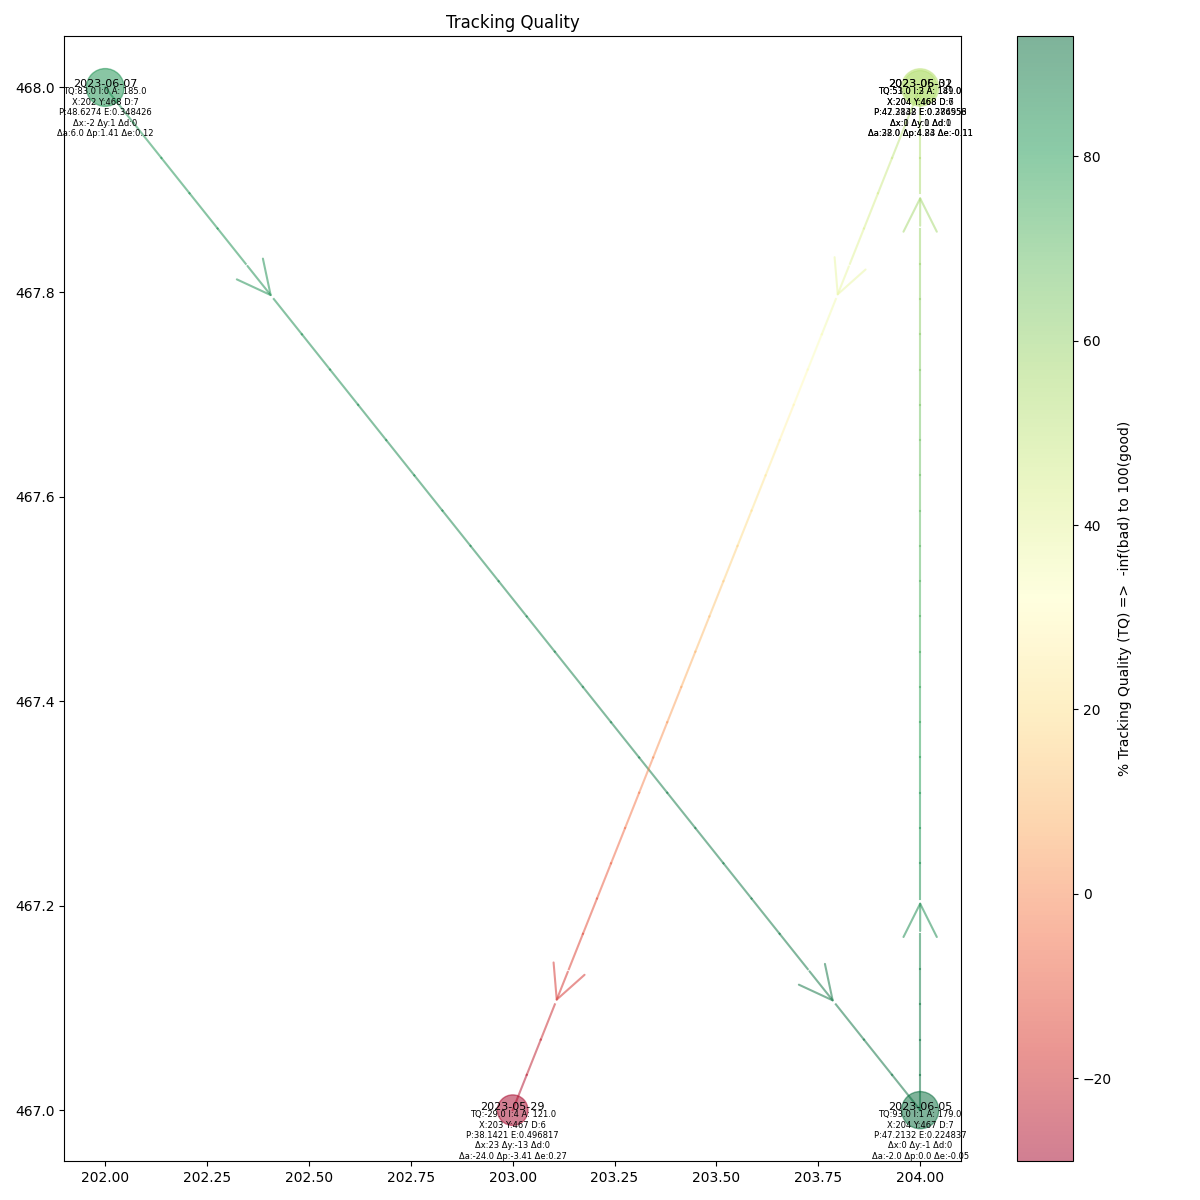 Tracking Quality
468.0
467.8
467.6
467.4
467.2
467.0
2023-06-07
TQ:83.0 I:0 A: 185.0
X:202 Y:468 D:7
P:48.6274 E:0.348426
Δx:-2 Δy:1 Δd:0
Δa:6.0 Δp:1.41 Δe:0.12
X:204 Y:468
2023-05-29
TQ:-29.0 I:4 A: 121.0
X:203 Y:467 D:6
P:38.1421 E:0.496817
Δx:23 Δy:-13 Δd:0
Δa:-24.0 Δp:-3.41 Δe:0.27
2023-06-05
TQ:93.0 I:1 A: 179.0
X:204 Y:467 D:7
P:47.2132 E:0.224837
Δx:0 Δy:-1 Δd:0
Δa:-2.0 Δp:0.0 Δe:-0.05
202.00
202.25
202.50
202.75
203.00
203.25
203.50
203.75
204.00
80
60
40
20
0
−20
% Tracking Quality (TQ) => -inf(bad) to 100(good)